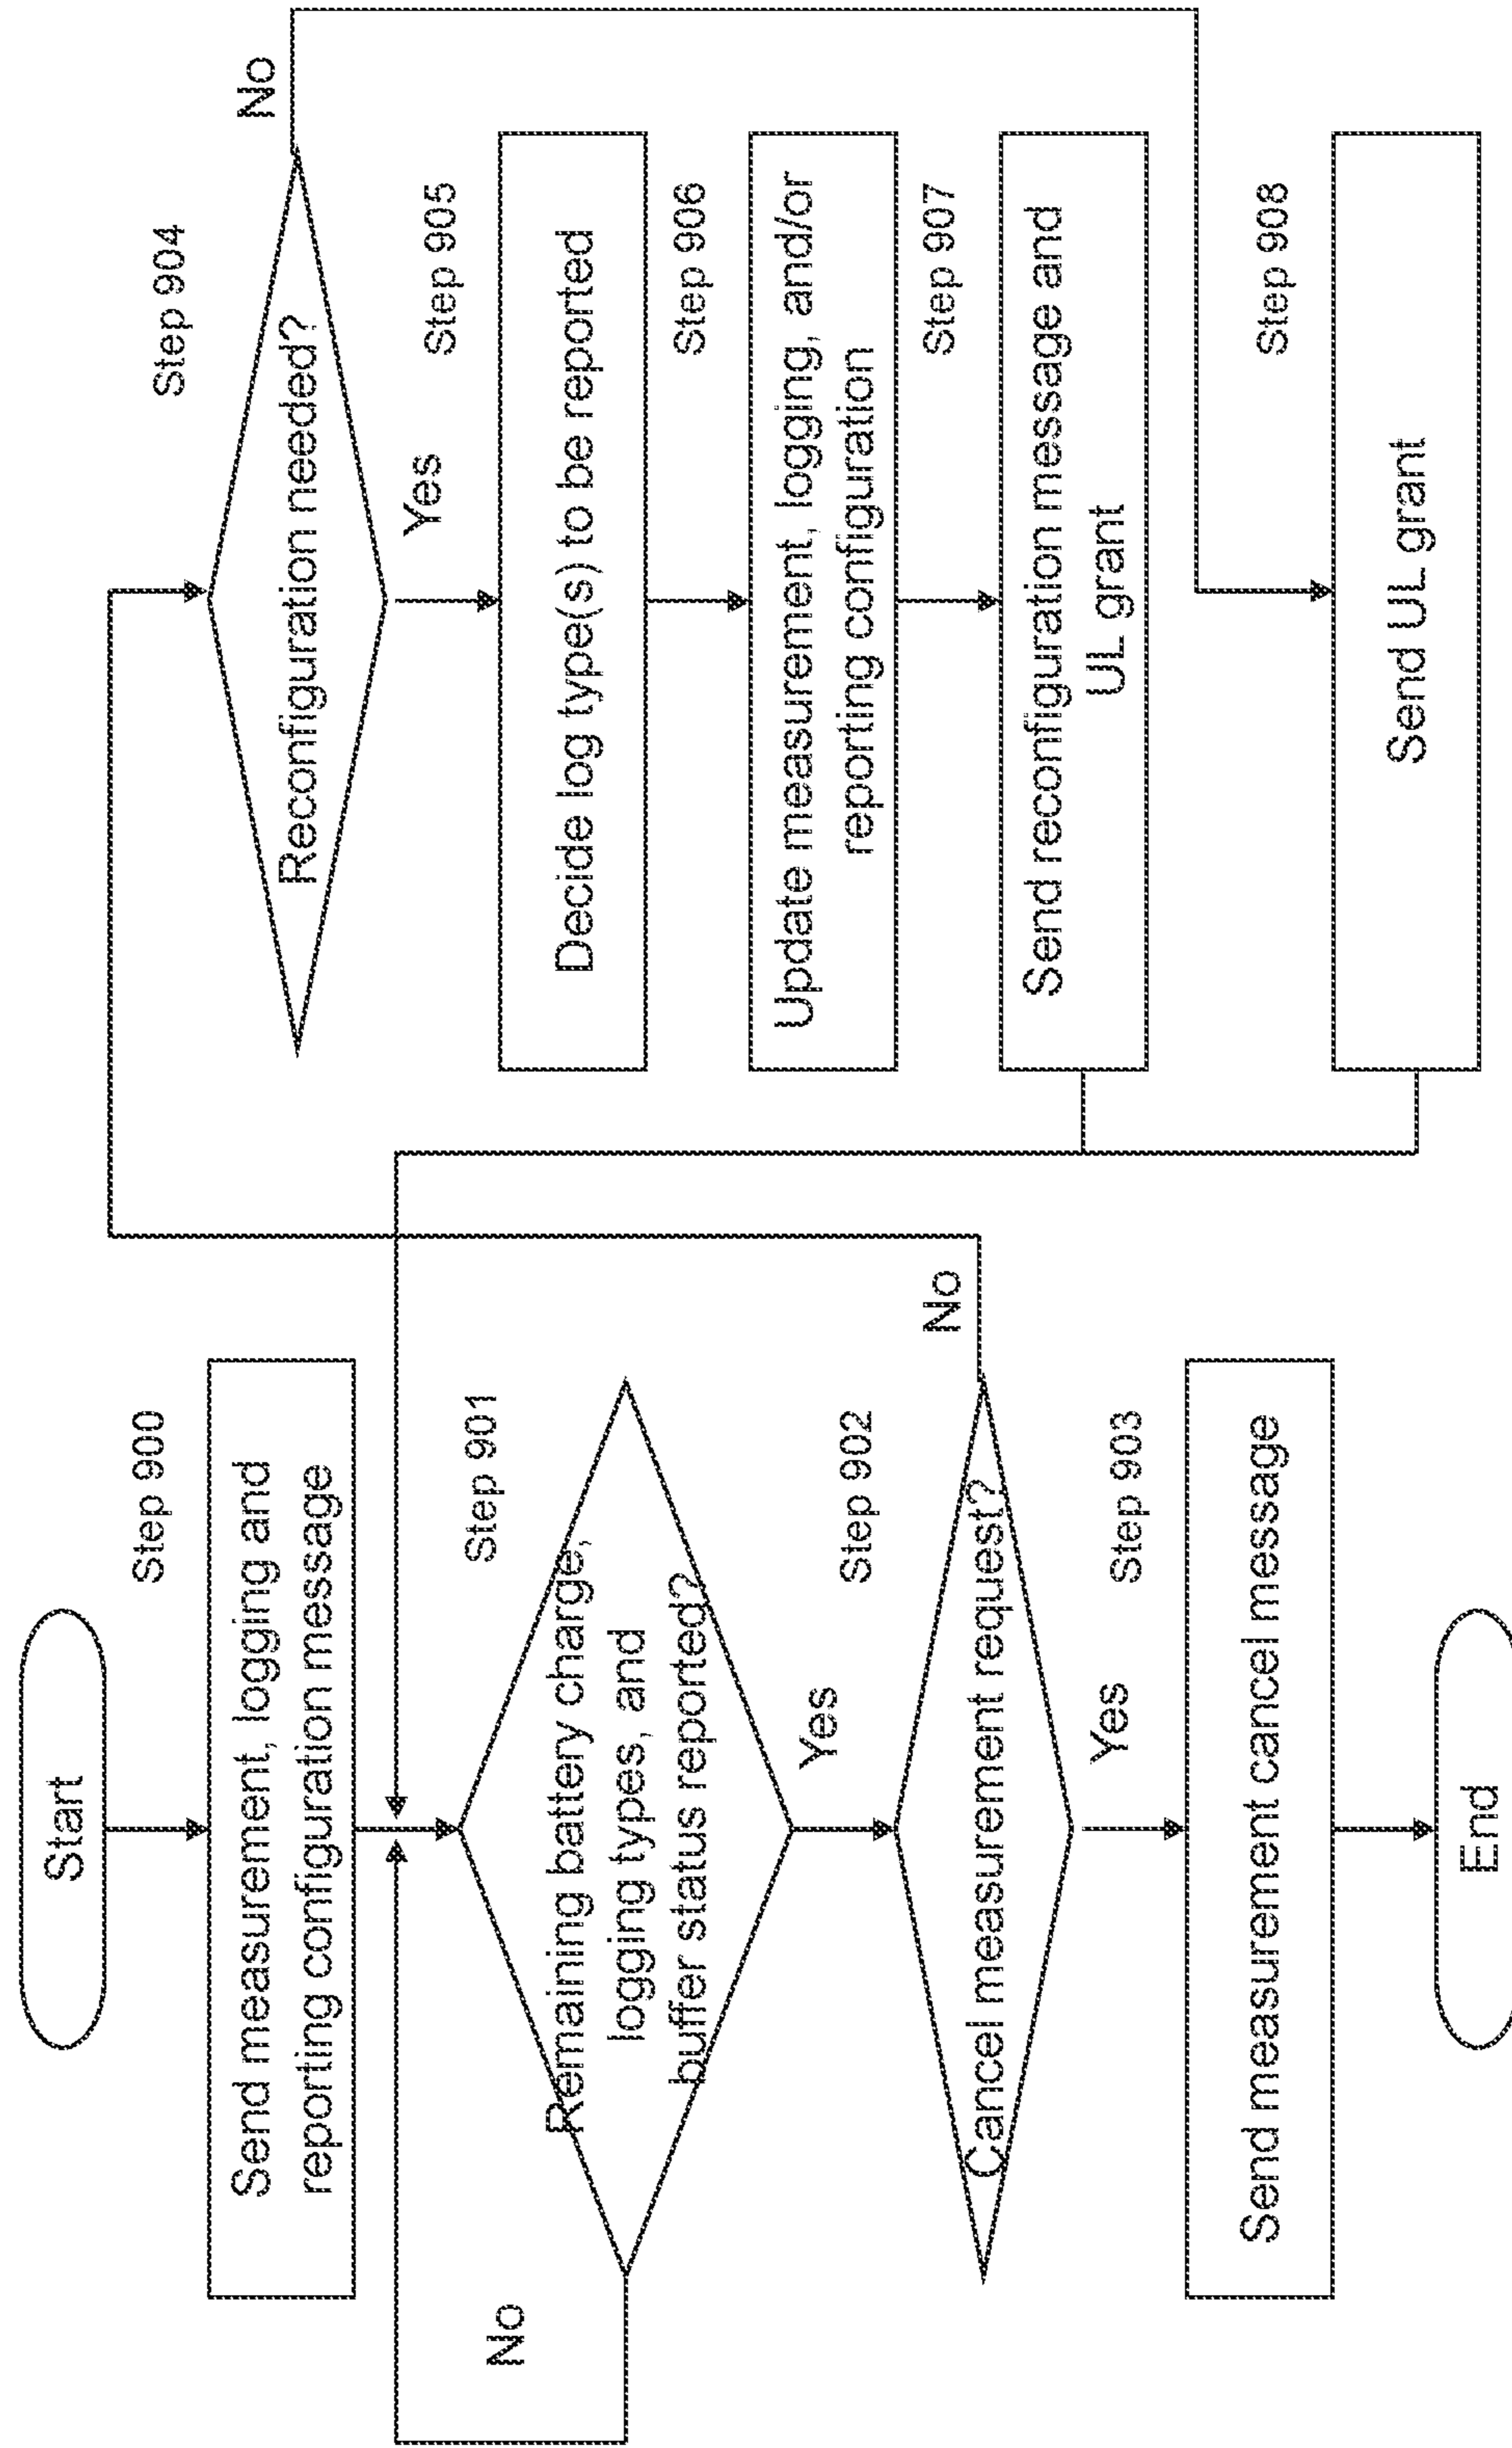 Start
Step 900
Send measurement, logging and
reporting configuration message
Step 901
Remaining battery charge,
logging types, and
buffer status reported?
No
Yes
Step 902
Cancel measurement request?
No
Yes
Step 903
Send measurement cancel message
End
Step 904
Reconfiguration needed?
No
Yes
Step 905
Decide log type(s) to be reported
Step 906
Update measurement, logging, and/or
reporting configuration
Step 907
Send reconfiguration message and
UL grant
Step 908
Send UL grant